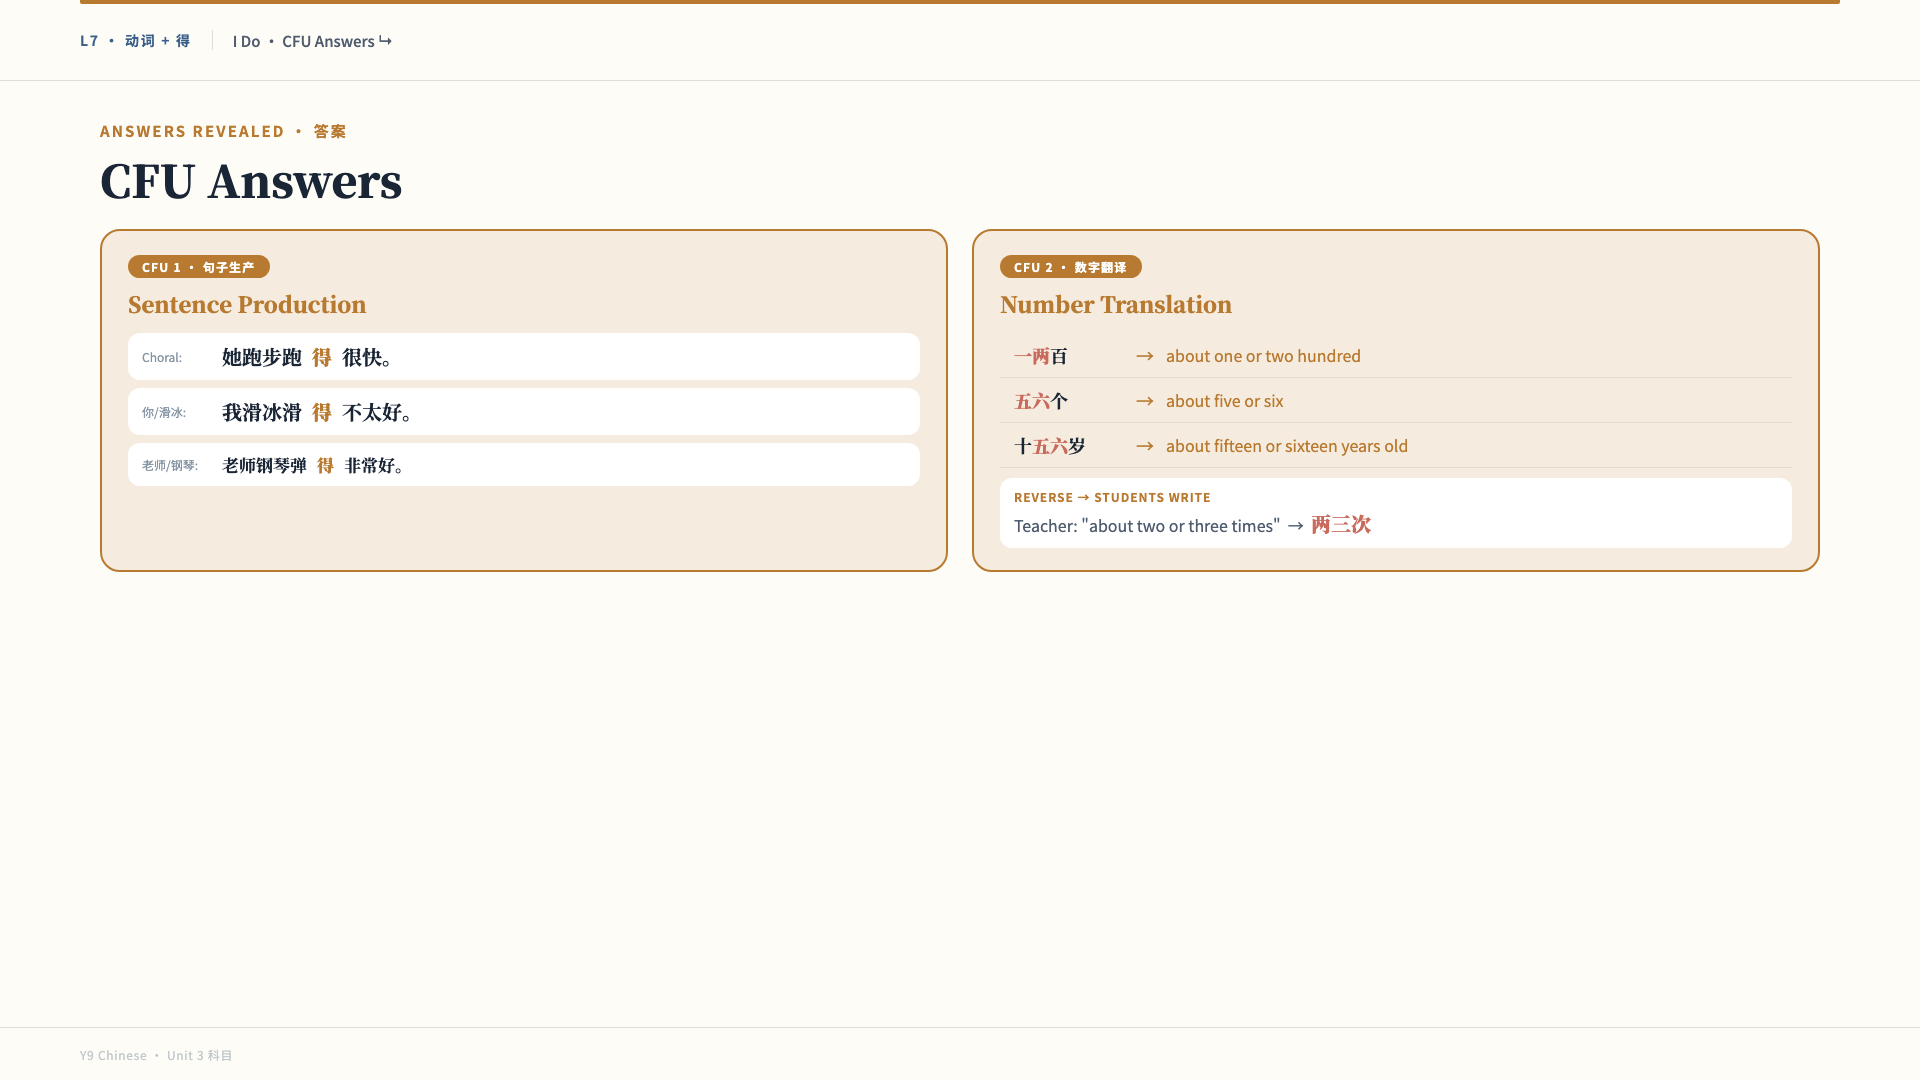 L7 • 动词 + 得
I Do • CFU Answers ↪
ANSWERS REVEALED • 答案
CFU Answers
CFU 1 • 句子生产
Sentence Production
Choral: 她跑步跑 得 很快。
你/滑冰: 我滑冰滑 得 不太好。
老师/钢琴: 老师钢琴弹 得 非常好。
CFU 2 • 数字翻译
Number Translation
一两百 → about one or two hundred
五六个 → about five or six
十五六岁 → about fifteen or sixteen years old
REVERSE → STUDENTS WRITE
Teacher: "about two or three times" → 两三次
Y9 Chinese • Unit 3 科目